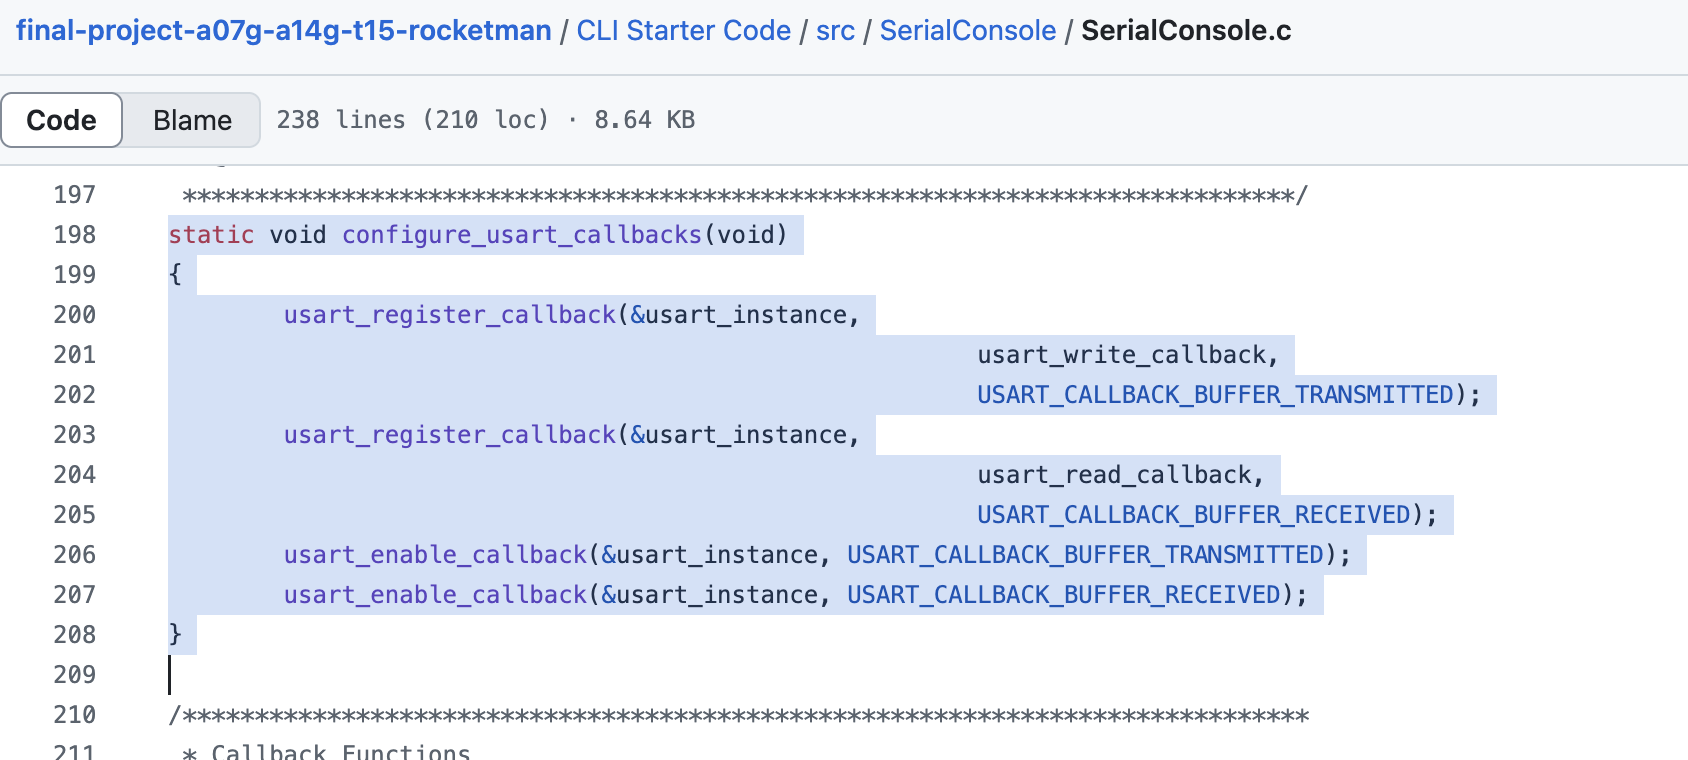 final-project-a07g-a14g-t15-rocketman / CLI Starter Code / src / SerialConsole / SerialConsole.c
Code Blame 238 lines (210 loc) · 8.64 KB
197 *****************************************************************************/
198 static void configure_usart_callbacks(void)
199 {
200 usart_register_callback(&usart_instance,
201 usart_write_callback,
202 USART_CALLBACK_BUFFER_TRANSMITTED);
203 usart_register_callback(&usart_instance,
204 usart_read_callback,
205 USART_CALLBACK_BUFFER_RECEIVED);
206 usart_enable_callback(&usart_instance, USART_CALLBACK_BUFFER_TRANSMITTED);
207 usart_enable_callback(&usart_instance, USART_CALLBACK_BUFFER_RECEIVED);
208 }
209
210 /******************************************************************************
211 * Callback Functions